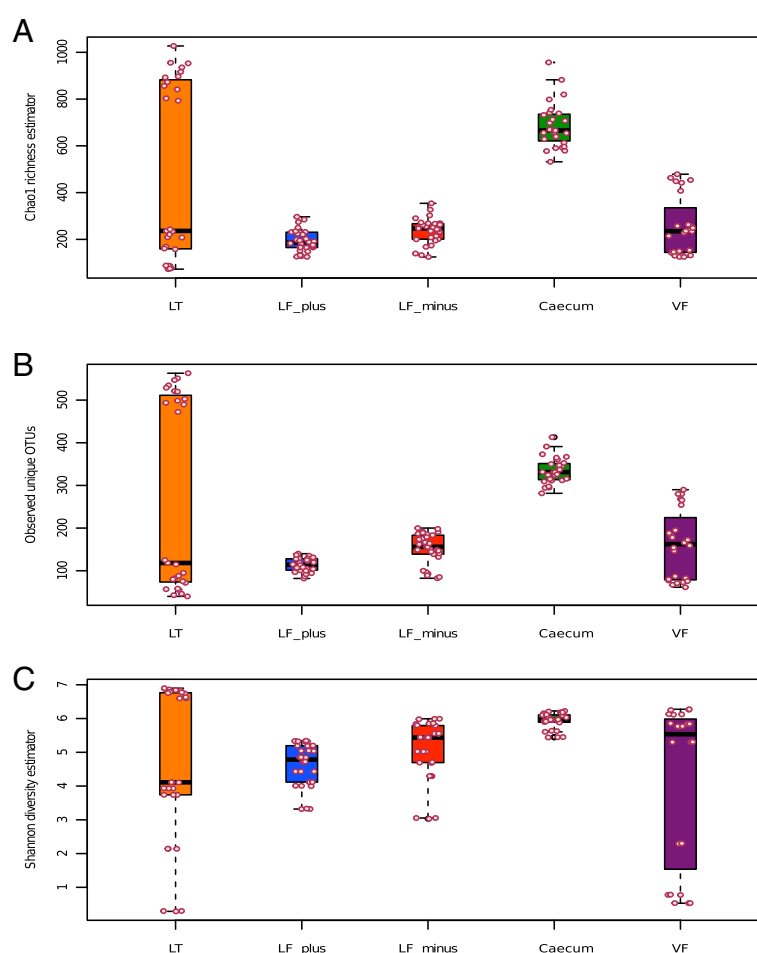 A
Chao1 richness estimator
1000
800
600
400
200
LT LF_plus LF_minus Caecum VF
B
Observed unique OTUs
500
400
300
200
100
LT LF_plus LF_minus Caecum VF
C
Shannon diversity estimator
7
6
5
4
3
2
1
LT LF_plus LF_minus Caecum VF